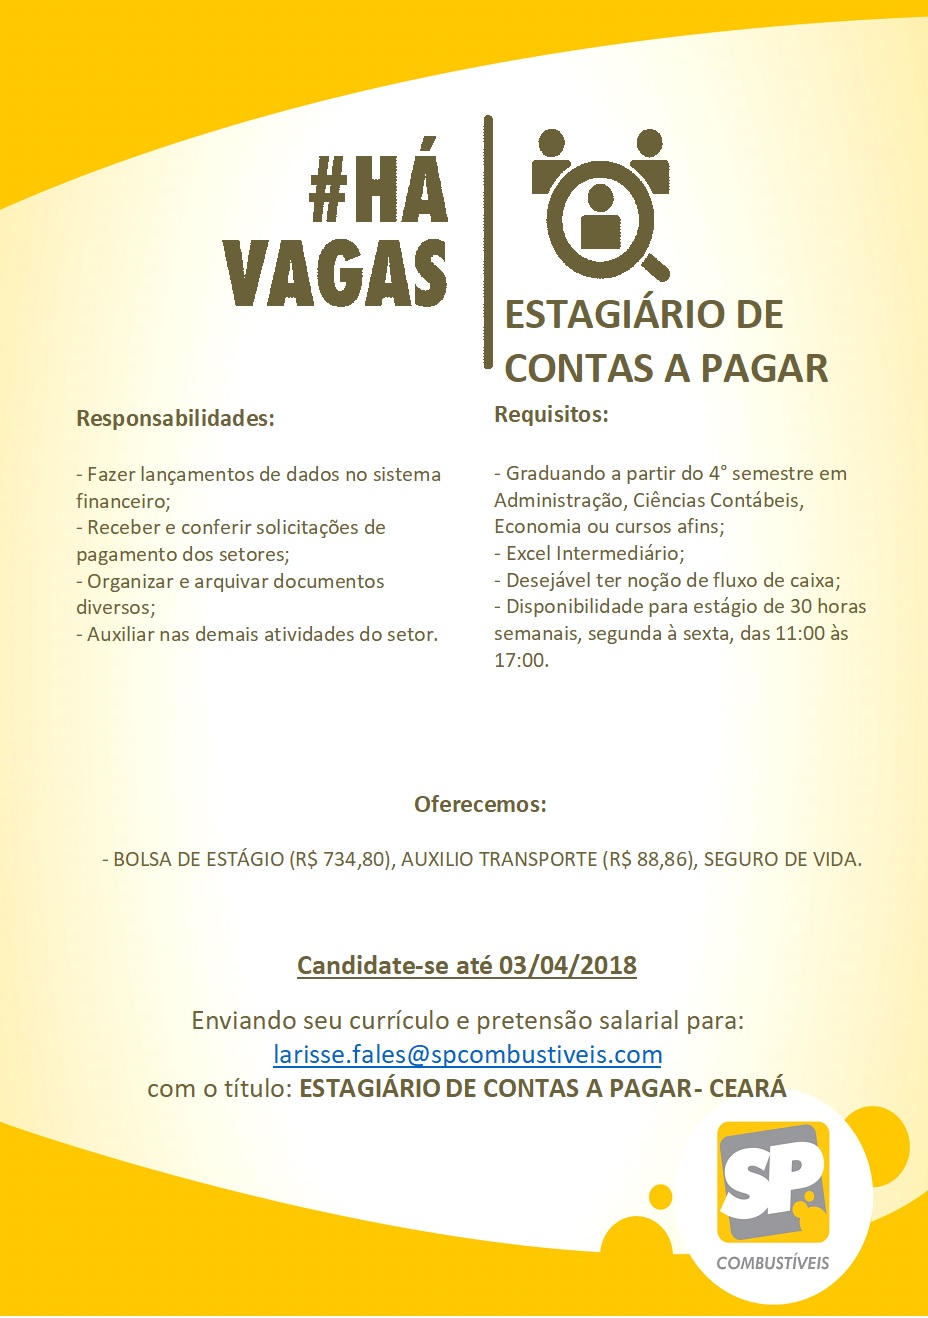 #HÁ
VAGAS
ESTAGIÁRIO DE
CONTAS A PAGAR
Responsabilidades:
- Fazer lançamentos de dados no sistema
financeiro;
- Receber e conferir solicitações de
pagamento dos setores;
- Organizar e arquivar documentos
diversos;
- Auxiliar nas demais atividades do setor.
Requisitos:
- Graduando a partir do 4° semestre em
Administração, Ciências Contábeis,
Economia ou cursos afins;
- Excel Intermediário;
- Desejável ter noção de fluxo de caixa;
- Disponibilidade para estágio de 30 horas
semanais, segunda à sexta, das 11:00 às
17:00.
Oferecemos:
- BOLSA DE ESTÁGIO (R$ 734,80), AUXILIO TRANSPORTE (R$ 88,86), SEGURO DE VIDA.
Candidate-se até 03/04/2018
Enviando seu currículo e pretensão salarial para:
larisse.fales@spcombustiveis.com
com o título: ESTAGIÁRIO DE CONTAS A PAGAR - CEARÁ
SP
COMBUSTÍVEIS